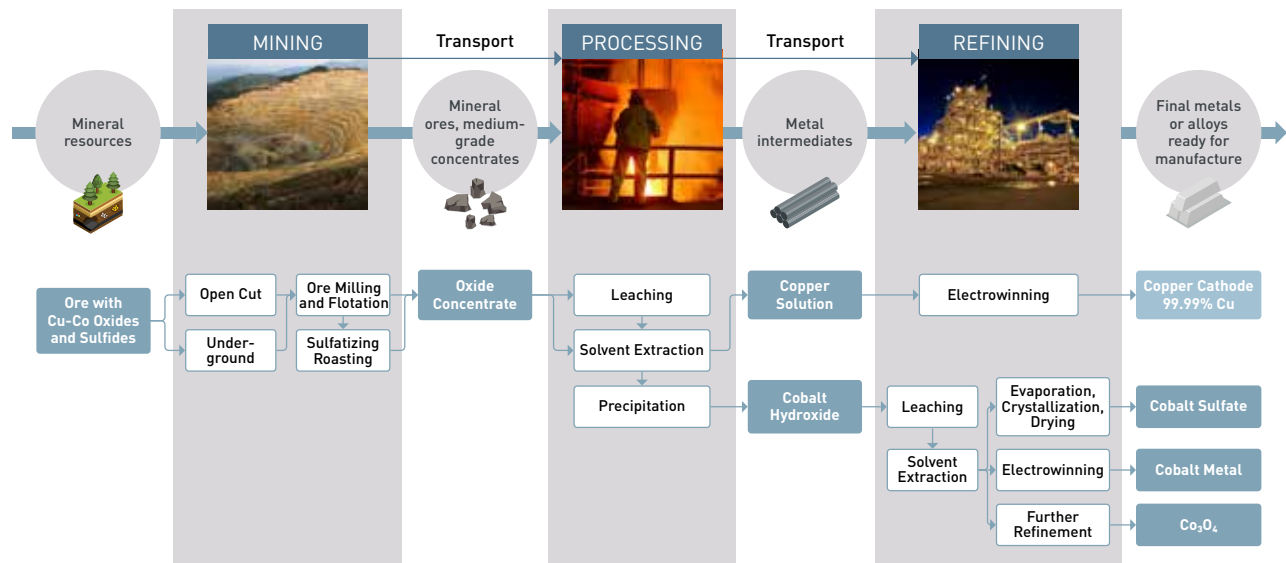 MINING
Transport
PROCESSING
Transport
REFINING
Mineral
resources
Mineral
ores, medium-
grade
concentrates
Metal
intermediates
Final metals
or alloys
ready for
manufacture
Ore with
Cu-Co Oxides
and Sulfides
Open Cut
Under-
ground
Ore Milling
and Flotation
Sulfatizing
Roasting
Oxide
Concentrate
Leaching
Solvent Extraction
Precipitation
Copper
Solution
Cobalt
Hydroxide
Electrowinning
Leaching
Solvent
Extraction
Evaporation,
Crystallization,
Drying
Electrowinning
Further
Refinement
Copper Cathode
99.99% Cu
Cobalt Sulfate
Cobalt Metal
Co₃O₄